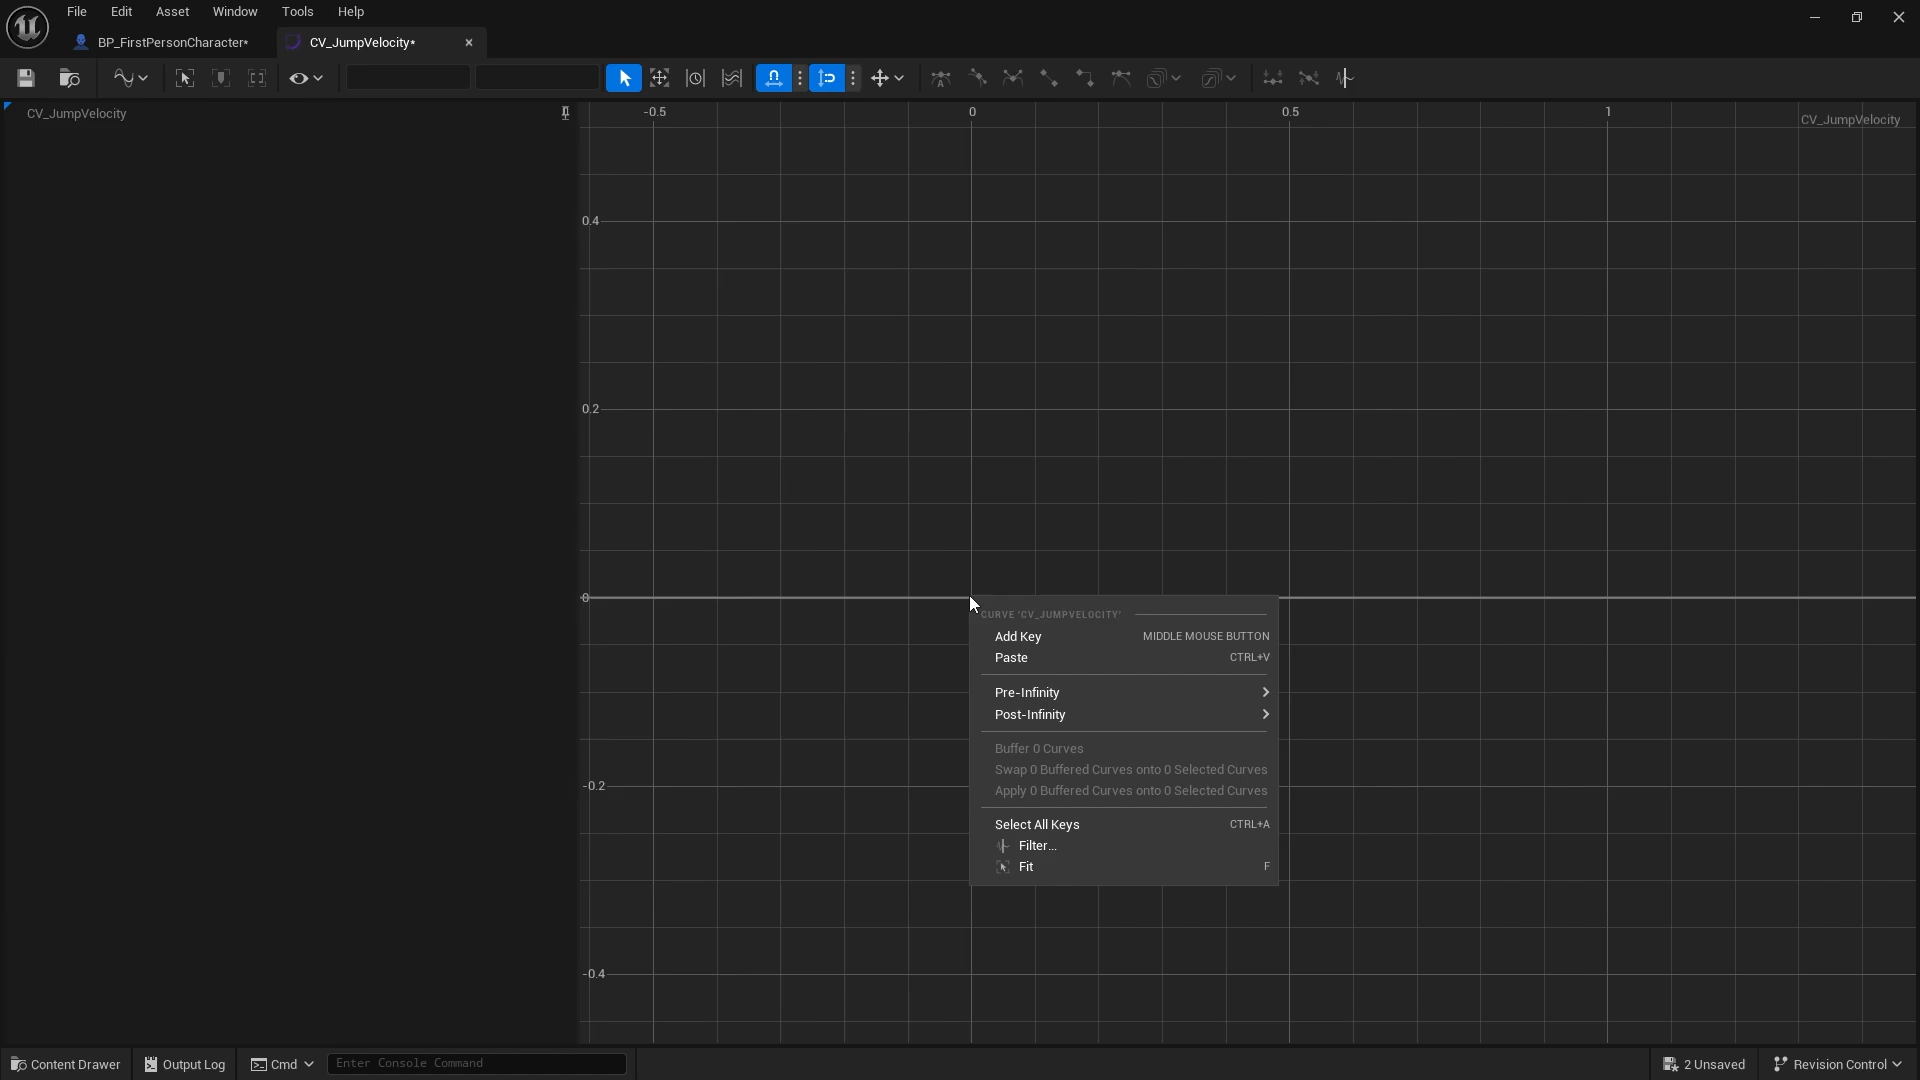 File Edit Asset Window Tools Help
BP_FirstPersonCharacter*
CV_JumpVelocity*
CV_JumpVelocity
-0.5 0 0.5 1
CV_JumpVelocity
0.4
0.2
0
-0.2
-0.4
CURVE 'CV_JUMPVELOCITY'
Add Key MIDDLE MOUSE BUTTON
Paste CTRL+V
Pre-Infinity
Post-Infinity
Buffer 0 Curves
Swap 0 Buffered Curves onto 0 Selected Curves
Apply 0 Buffered Curves onto 0 Selected Curves
Select All Keys CTRL+A
Filter...
Fit F
Content Drawer Output Log Cmd Enter Console Command 2 Unsaved Revision Control